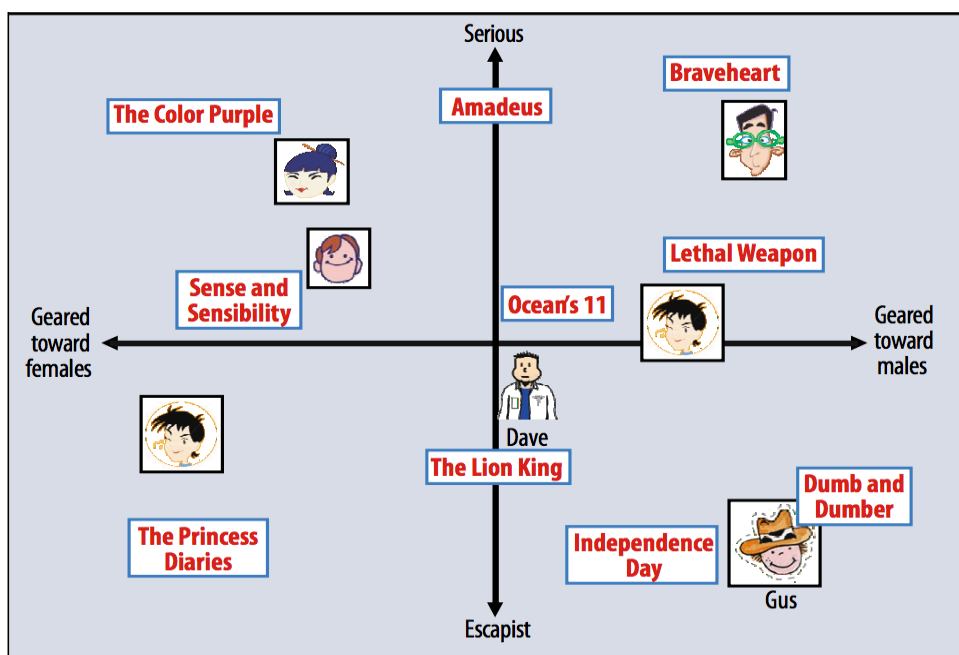 Serious
Braveheart
Amadeus
The Color Purple
Lethal Weapon
Sense and
Sensibility
Ocean's 11
Geared
toward
females
Geared
toward
males
Dave
The Lion King
Dumb and
Dumber
The Princess
Diaries
Independence
Day
Gus
Escapist